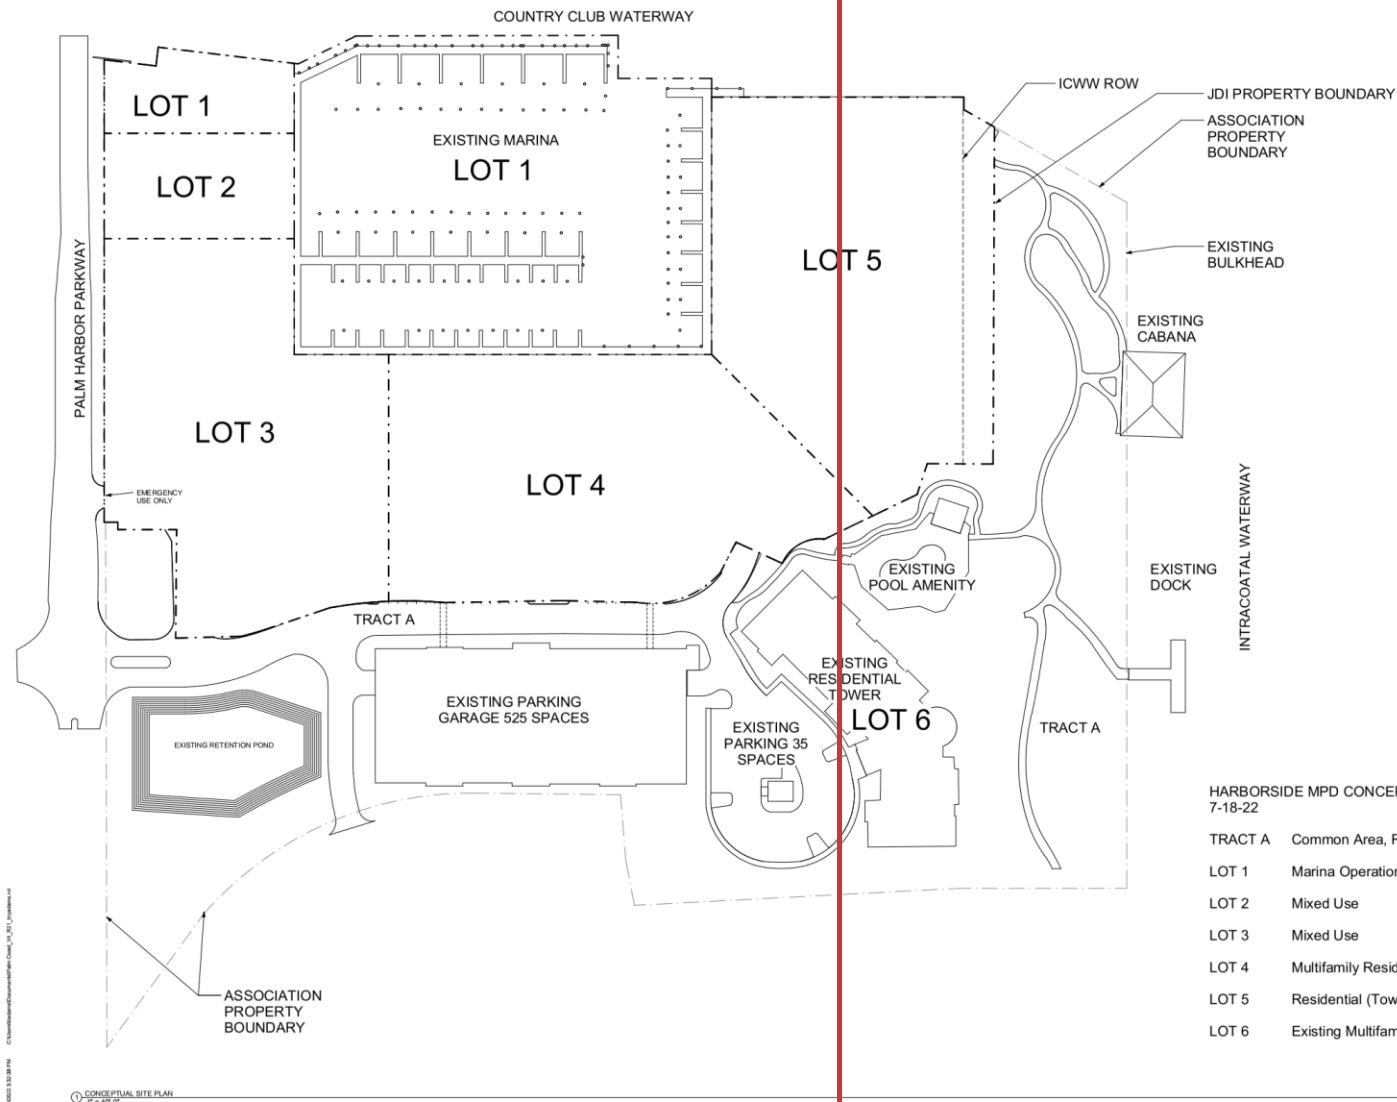 COUNTRY CLUB WATERWAY
ICWW ROW
JDI PROPERTY BOUNDARY
ASSOCIATION
PROPERTY
BOUNDARY
LOT 1
EXISTING MARINA
LOT 1
LOT 2
EXISTING
BULKHEAD
LOT 5
PALM HARBOR PARKWAY
EXISTING
CABANA
LOT 3
LOT 4
EMERGENCY
USE ONLY
INTRACOATAL WATERWAY
EXISTING
POOL AMENITY
EXISTING
DOCK
TRACT A
EXISTING
RESIDENTIAL
TOWER
LOT 6
EXISTING PARKING
GARAGE 525 SPACES
EXISTING
PARKING 35
SPACES
TRACT A
EXISTING RETENTION POND
HARBORSIDE MPD CONCE
7-18-22
TRACT A Common Area, R
LOT 1 Marina Operation
LOT 2 Mixed Use
LOT 3 Mixed Use
LOT 4 Multifamily Resid
LOT 5 Residential (Tow
LOT 6 Existing Multifam
ASSOCIATION
PROPERTY
BOUNDARY
1 CONCEPTUAL SITE PLAN